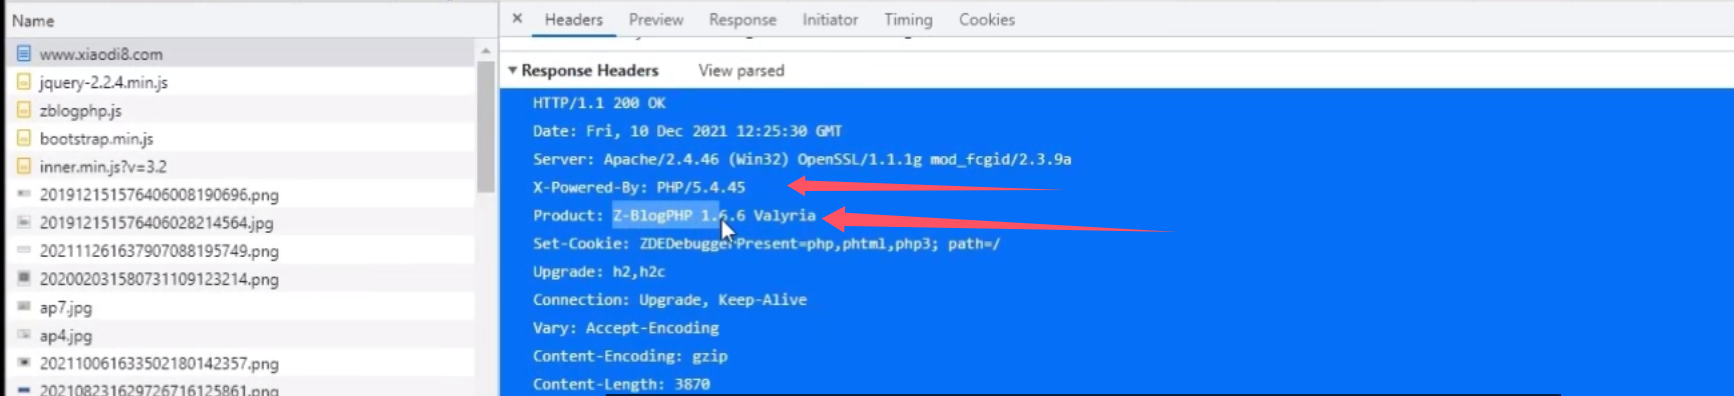 Name
www.xiaodi8.com
jquery-2.2.4.min.js
zblogphp.js
bootstrap.min.js
inner.min.js?v=3.2
2019121515764060081​90696.png
201912151576406028214564.jpg
202111261637907088195749.png
202002031580731109123214.png
ap7.jpg
ap4.jpg
202110061633502180142357.png
202108231629726716125861.png
× Headers Preview Response Initiator Timing Cookies
▼ Response Headers View parsed
HTTP/1.1 200 OK
Date: Fri, 10 Dec 2021 12:25:30 GMT
Server: Apache/2.4.46 (Win32) OpenSSL/1.1.1g mod_fcgid/2.3.9a
X-Powered-By: PHP/5.4.45
Product: Z-BlogPHP 1.6.6 Valyria
Set-Cookie: ZDEDebuggerPresent=php,phtml,php3; path=/
Upgrade: h2,h2c
Connection: Upgrade, Keep-Alive
Vary: Accept-Encoding
Content-Encoding: gzip
Content-Length: 3870